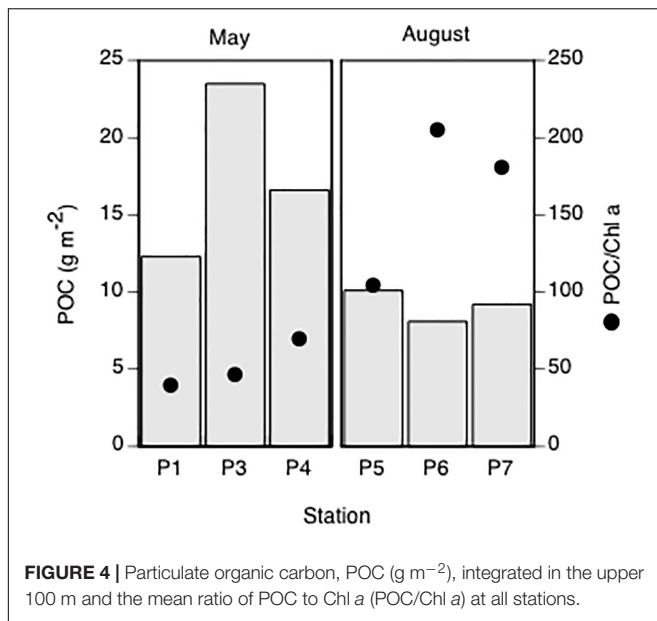 May August
25 250
20 200
15 150
10 100
5 50
0 0
POC (g m⁻²)
POC/Chl a
P1 P3 P4 P5 P6 P7
Station
FIGURE 4 | Particulate organic carbon, POC (g m⁻²), integrated in the upper
100 m and the mean ratio of POC to Chl a (POC/Chl a) at all stations.